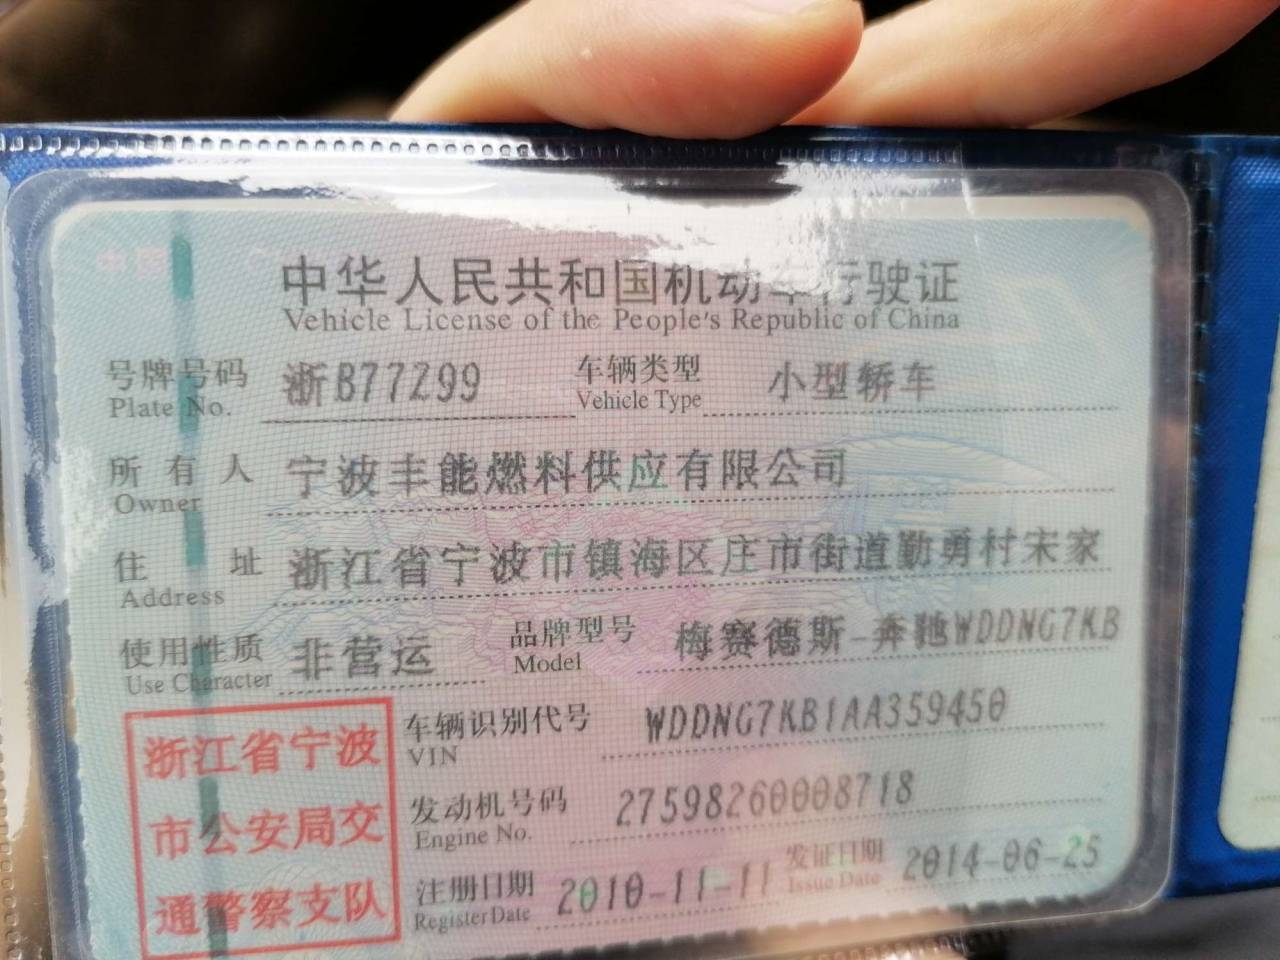 中华人民共和国机动车行驶证
Vehicle License of the People's Republic of China
号牌号码 浙B77Z99 车辆类型 小型轿车
Plate No. Vehicle Type
所有人 宁波丰能燃料供应有限公司
Owner
住址 浙江省宁波市镇海区庄市街道勤勇村宋家
Address
使用性质 非营运 品牌型号 梅赛德斯-奔驰WDDNG7KB
Use Character Model
浙江省宁波
市公安局交
通警察支队
车辆识别代号 WDDNG7KB1AA359450
VIN
发动机号码 27598260008718
Engine No.
注册日期 2010-11-11 发证日期 2014-06-25
Register Date Issue Date